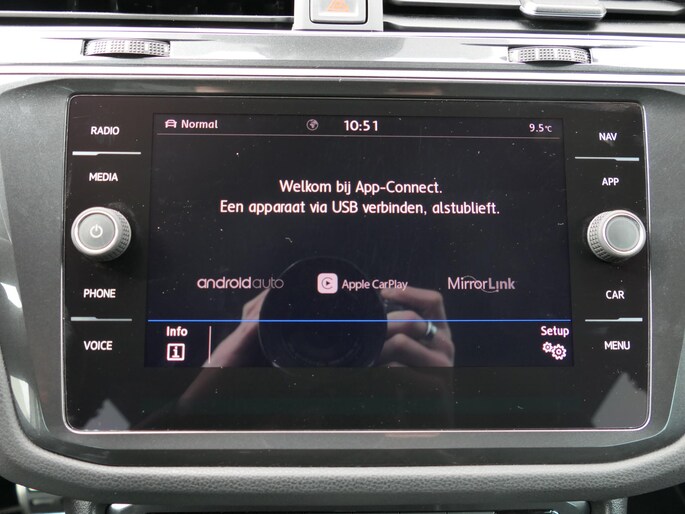 RADIO
MEDIA
PHONE
VOICE
Normal
10:51
9.5°C
Welkom bij App-Connect.
Een apparaat via USB verbinden, alstublieft.
androidauto
Apple CarPlay
MirrorLink
Info
Setup
NAV
APP
CAR
MENU